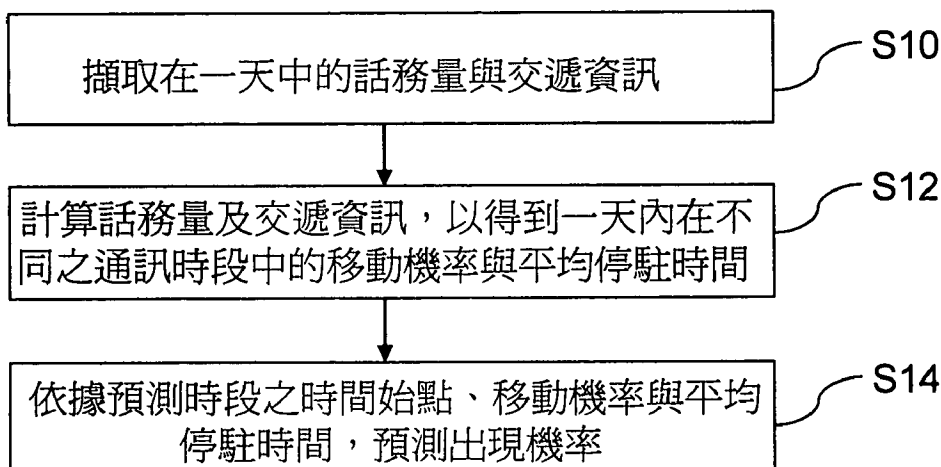 擷取在一天中的話務量與交遞資訊
S10
計算話務量及交遞資訊，以得到一天內在不
同之通訊時段中的移動機率與平均停駐時間
S12
依據預測時段之時間始點、移動機率與平均
停駐時間，預測出現機率
S14